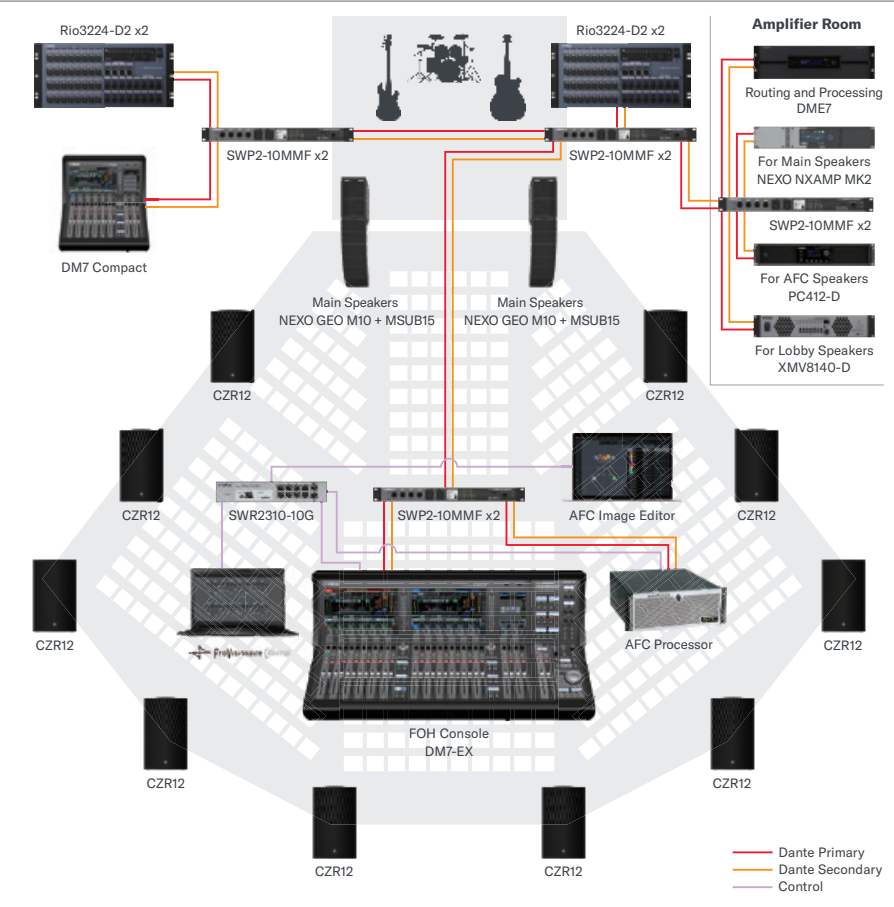 Rio3224-D2 x2
Rio3224-D2 x2
Amplifier Room
Routing and Processing
DME7
SWP2-10MMF x2
SWP2-10MMF x2
For Main Speakers
NEXO NXAMP MK2
SWP2-10MMF x2
DM7 Compact
For AFC Speakers
PC412-D
Main Speakers
NEXO GEO M10 + MSUB15
Main Speakers
NEXO GEO M10 + MSUB15
For Lobby Speakers
XMV8140-D
CZR12
CZR12
CZR12
SWR2310-10G
SWP2-10MMF x2
AFC Image Editor
CZR12
CZR12
ProVisionaire Control
AFC Processor
CZR12
FOH Console
DM7-EX
CZR12
CZR12
CZR12
CZR12
Dante Primary
Dante Secondary
Control